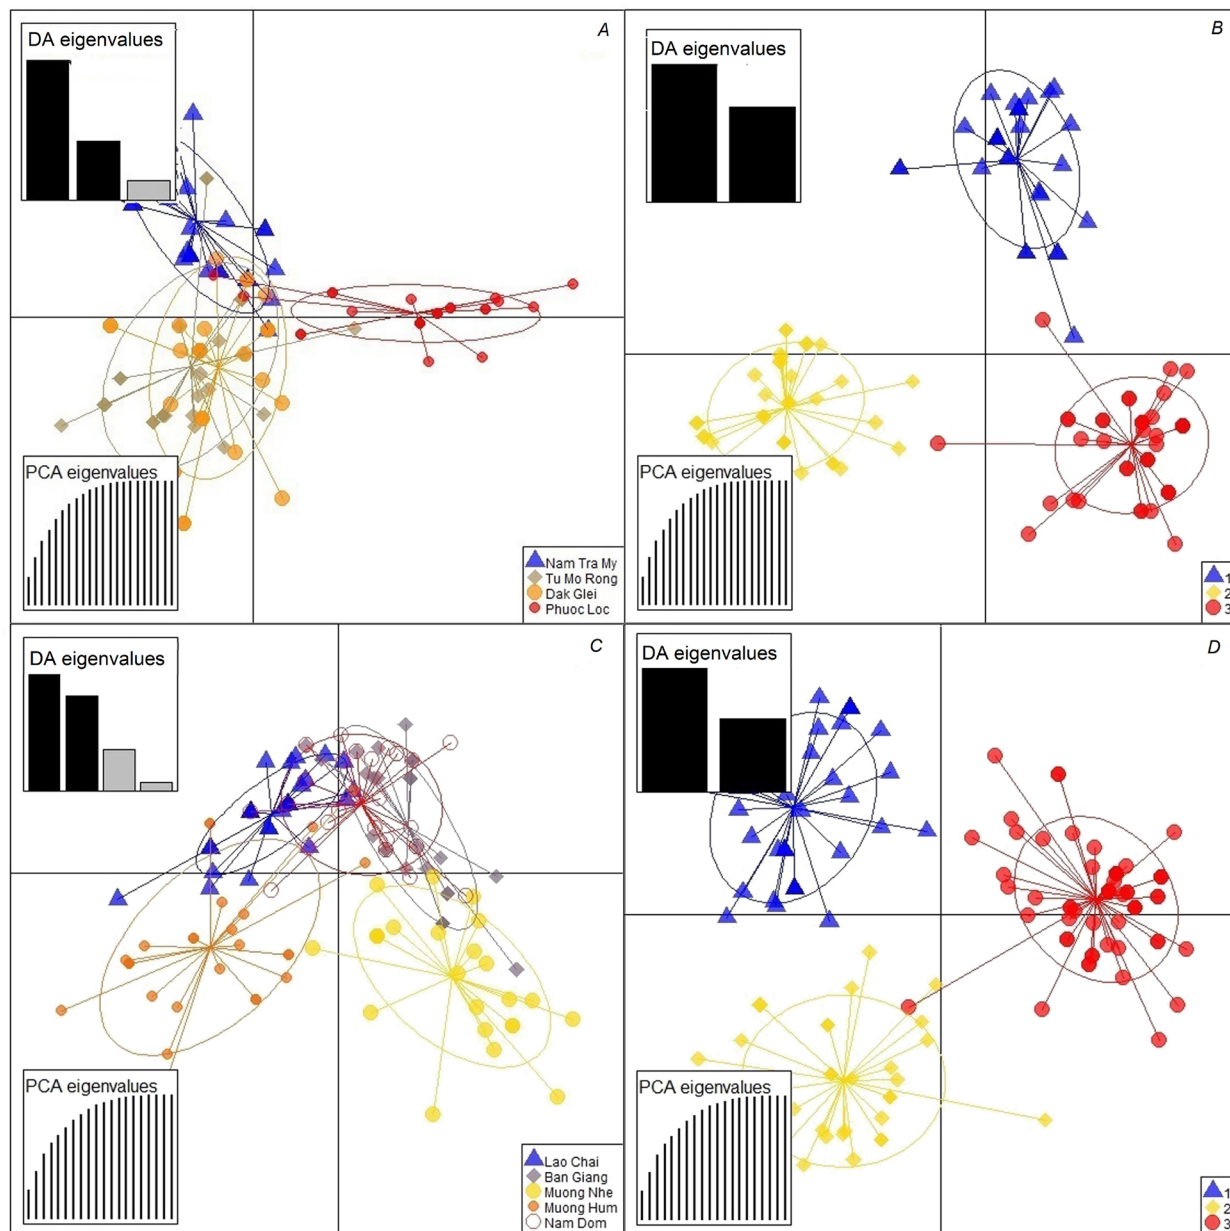 A
DA eigenvalues
PCA eigenvalues
Nam Tra My
Tu Mo Rong
Dak Glei
Phuoc Loc
B
DA eigenvalues
PCA eigenvalues
1
2
3
C
DA eigenvalues
PCA eigenvalues
Lao Chai
Ban Giang
Muong Nhe
Muong Hum
Nam Dom
D
DA eigenvalues
PCA eigenvalues
1
2
3